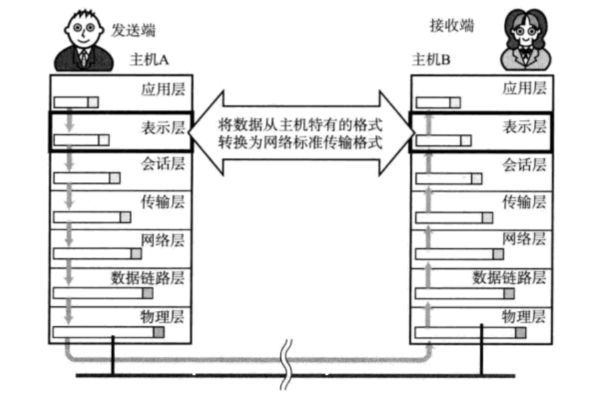 发送端
接收端
主机A
主机B
应用层
表示层
会话层
传输层
网络层
数据链路层
物理层
将数据从主机特有的格式
转换为网络标准传输格式
应用层
表示层
会话层
传输层
网络层
数据链路层
物理层